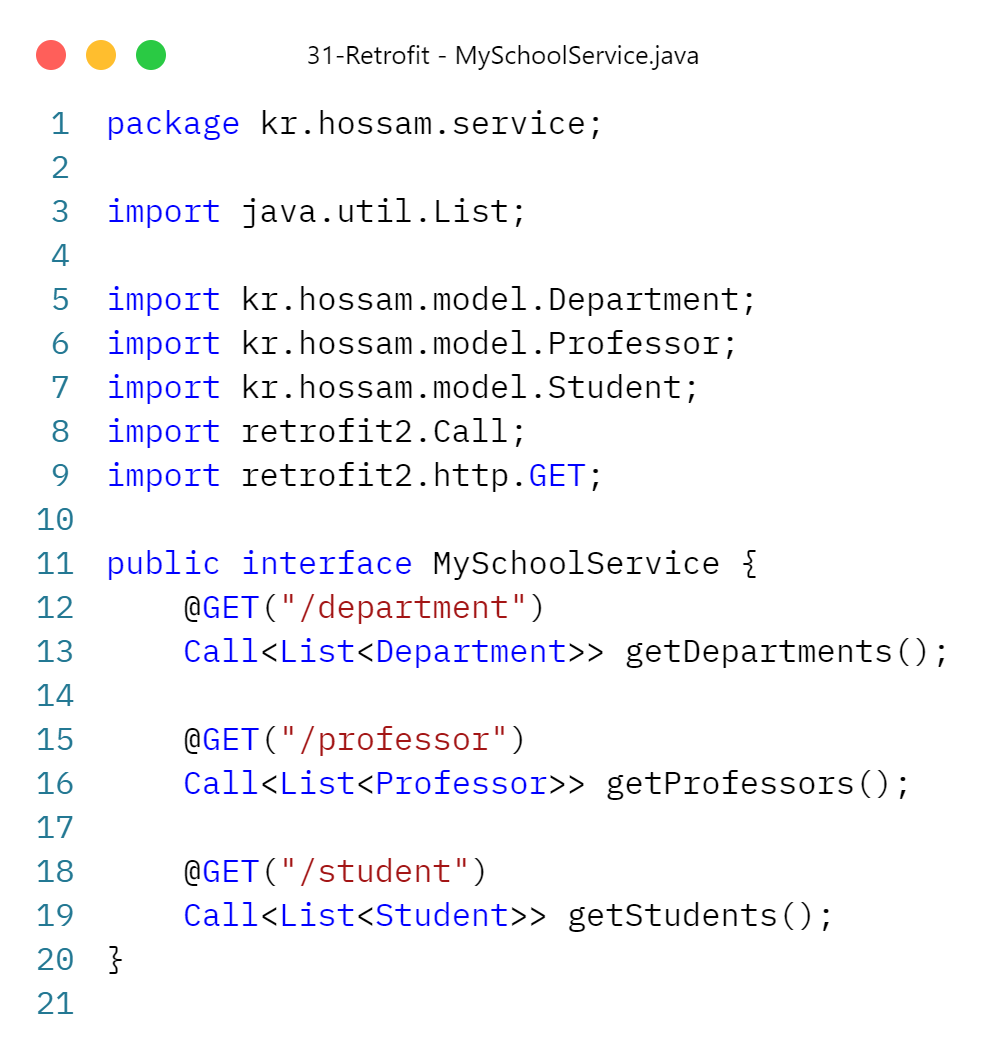 31-Retrofit - MySchoolService.java
1 package kr.hossam.service;
2
3 import java.util.List;
4
5 import kr.hossam.model.Department;
6 import kr.hossam.model.Professor;
7 import kr.hossam.model.Student;
8 import retrofit2.Call;
9 import retrofit2.http.GET;
10
11 public interface MySchoolService {
12     @GET("/department")
13     Call<List<Department>> getDepartments();
14
15     @GET("/professor")
16     Call<List<Professor>> getProfessors();
17
18     @GET("/student")
19     Call<List<Student>> getStudents();
20 }
21